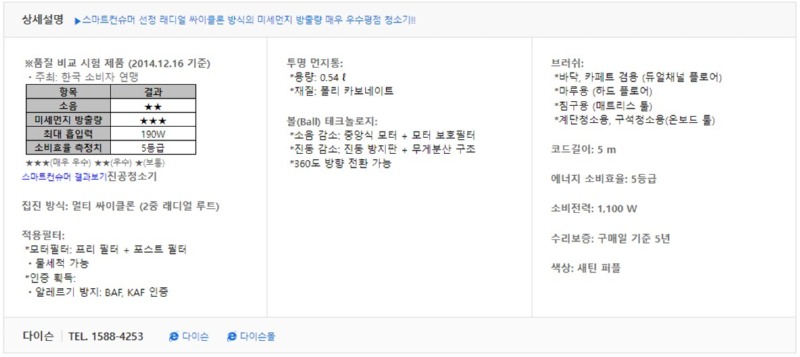 상세설명 ▶스마트컨슈머 선정 래디얼 싸이클론 방식의 미세먼지 방출량 매우 우수평점 청소기!!
※품질 비교 시험 제품 (2014.12.16 기준)
· 주최: 한국 소비자 연맹
항목 결과
소음 ★★
미세먼지 방출량 ★★★
최대 흡입력 190W
소비효율 측정치 5등급
★★★(매우 우수) ★★(우수) ★(보통)
스마트컨슈머 결과보기진공청소기
집진 방식: 멀티 싸이클론 (2중 래디얼 루트)
적용필터:
*모터필터: 프리 필터 + 포스트 필터
· 물세척 가능
*인증 획득:
· 알레르기 방지: BAF, KAF 인증
투명 먼지통:
*용량: 0.54 ℓ
*재질: 폴리 카보네이트
볼(Ball) 테크놀로지:
*소음 감소: 중앙식 모터 + 모터 보호필터
*진동 감소: 진동 방지판 + 무게분산 구조
*360도 방향 전환 가능
브러쉬:
*바닥, 카페트 겸용 (듀얼채널 플로어)
*마루용 (하드 플로어)
*침구용 (매트리스 툴)
*계단청소용, 구석청소용(온보드 툴)
코드길이: 5 m
에너지 소비효율: 5등급
소비전력: 1,100 W
수리보증: 구매일 기준 5년
색상: 새틴 퍼플
다이슨 TEL. 1588-4253 다이슨 다이슨몰